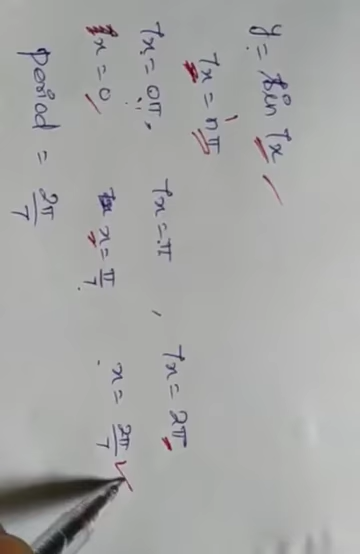 y = sin 7x
7x = nπ
7x = 0π, 7x = π, 7x = 2π
x = 0 x = π/7 x = 2π/7
Period = 2π/7